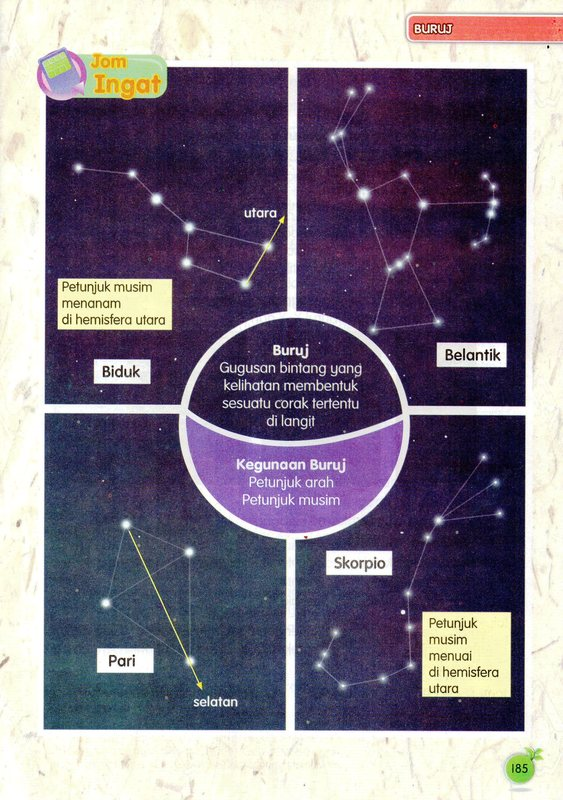 BURUJ
Jom
Ingat
utara
Petunjuk musim
menanam
di hemisfera utara
Biduk
Belantik
Buruj
Gugusan bintang yang
kelihatan membentuk
sesuatu corak tertentu
di langit
Kegunaan Buruj
Petunjuk arah
Petunjuk musim
Pari
selatan
Skorpio
Petunjuk
musim
menuai
di hemisfera
utara
185